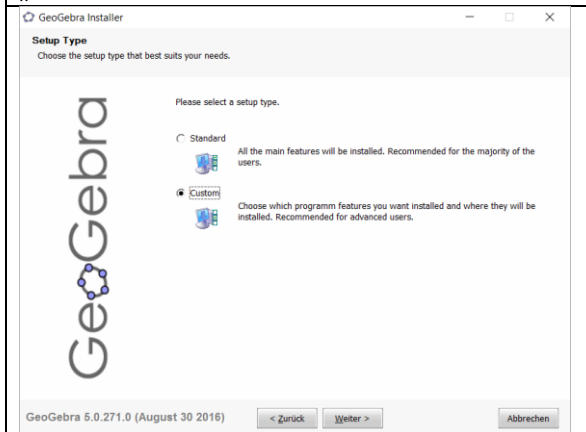 GeoGebra Installer
Setup Type
Choose the setup type that best suits your needs.
GeoGebra
Please select a setup type.
Standard
All the main features will be installed. Recommended for the majority of the
users.
Custom
Choose which programm features you want installed and where they will be
installed. Recommended for advanced users.
GeoGebra 5.0.271.0 (August 30 2016)
< Zurück
Weiter >
Abbrechen